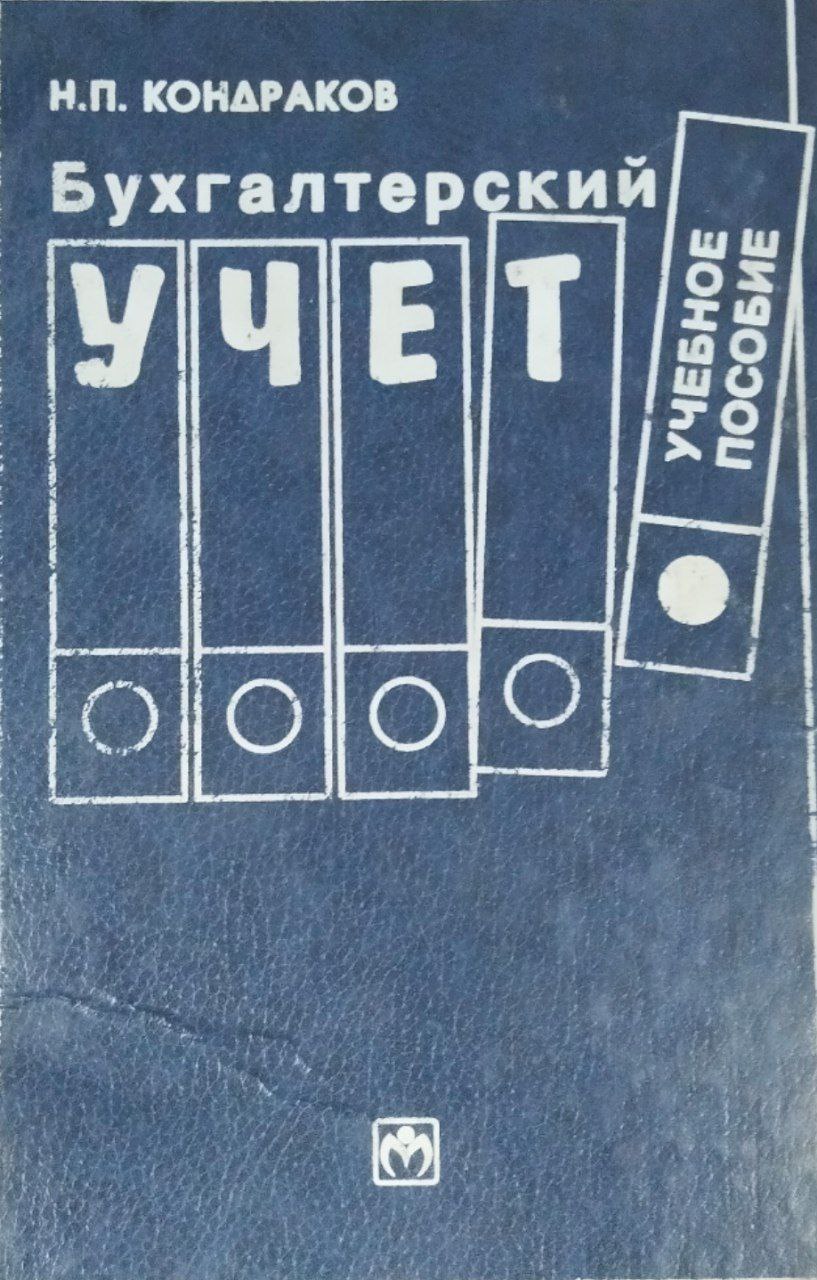 Н.П. КОНДРАКОВ
Бухгалтерский
УЧЕТ
УЧЕБНОЕ
ПОСОБИЕ